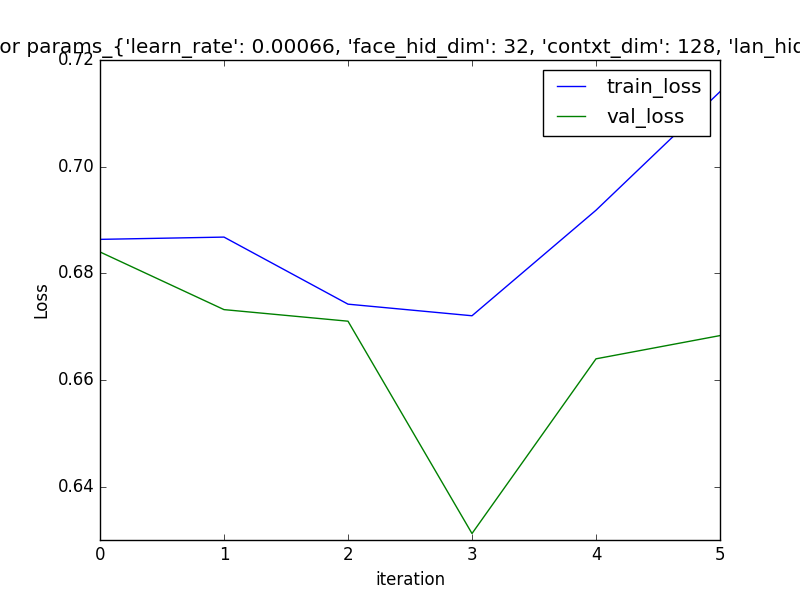 or params_{'learn_rate': 0.00066, 'face_hid_dim': 32, 'contxt_dim': 128, 'lan_hid
0.72
0.70
0.68
0.66
0.64
Loss
train_loss
val_loss
0 1 2 3 4 5
iteration